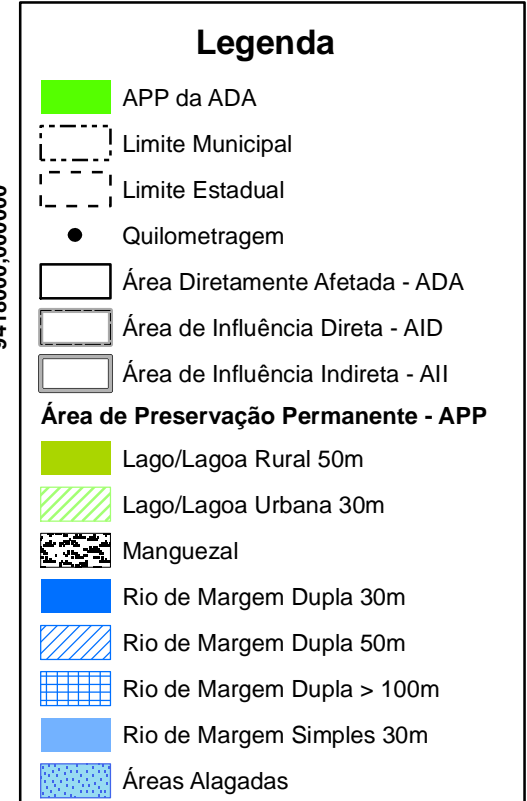 Legenda
APP da ADA
Limite Municipal
Limite Estadual
Quilometragem
Área Diretamente Afetada - ADA
Área de Influência Direta - AID
Área de Influência Indireta - AII
Área de Preservação Permanente - APP
Lago/Lagoa Rural 50m
Lago/Lagoa Urbana 30m
Manguezal
Rio de Margem Dupla 30m
Rio de Margem Dupla 50m
Rio de Margem Dupla > 100m
Rio de Margem Simples 30m
Áreas Alagadas